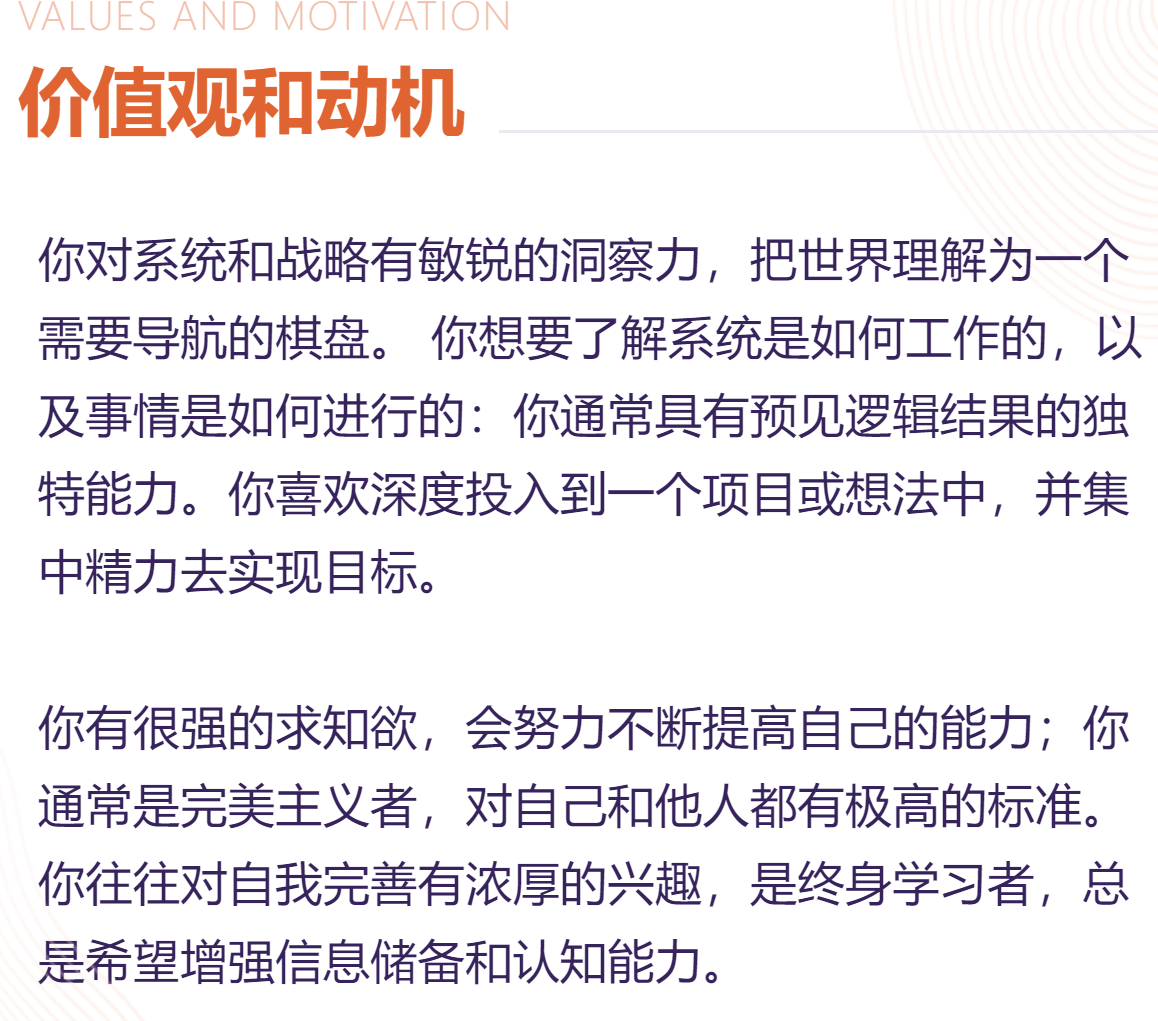 VALUES AND MOTIVATION
价值观和动机
你对系统和战略有敏锐的洞察力，把世界理解为一个
需要导航的棋盘。 你想要了解系统是如何工作的，以
及事情是如何进行的：你通常具有预见逻辑结果的独
特能力。你喜欢深度投入到一个项目或想法中，并集
中精力去实现目标。
你有很强的求知欲，会努力不断提高自己的能力；你
通常是完美主义者，对自己和他人都有极高的标准。
你往往对自我完善有浓厚的兴趣，是终身学习者，总
是希望增强信息储备和认知能力。